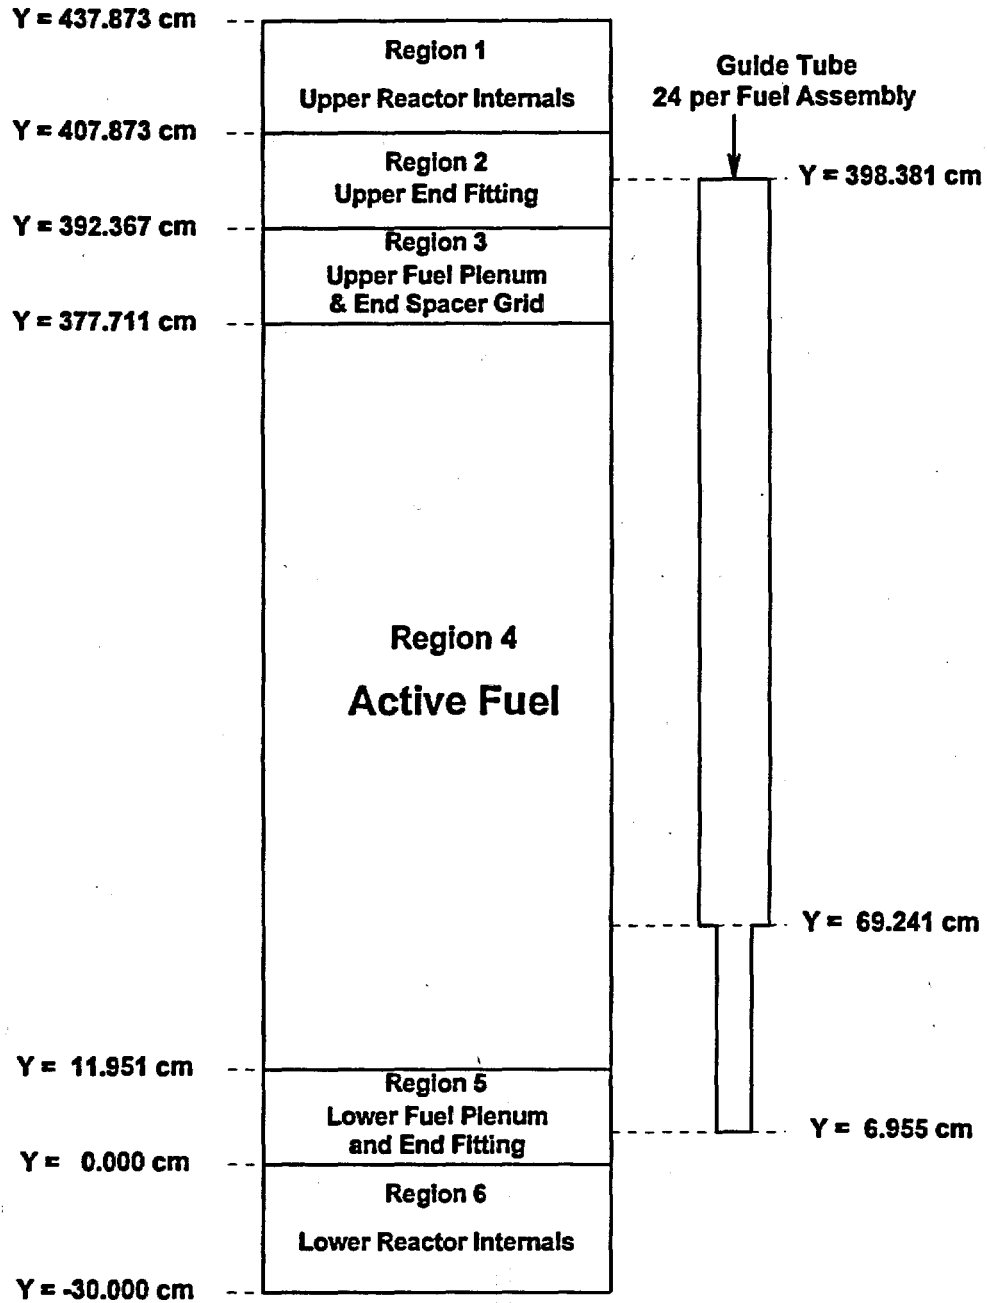 Y = 437.873 cm
Region 1
Upper Reactor Internals
Guide Tube
24 per Fuel Assembly
Y = 407.873 cm
Region 2
Upper End Fitting
Y = 398.381 cm
Y = 392.367 cm
Region 3
Upper Fuel Plenum
& End Spacer Grid
Y = 377.711 cm
Region 4
Active Fuel
Y = 69.241 cm
Y = 11.951 cm
Region 5
Lower Fuel Plenum
and End Fitting
Y = 6.955 cm
Y = 0.000 cm
Region 6
Lower Reactor Internals
Y = -30.000 cm